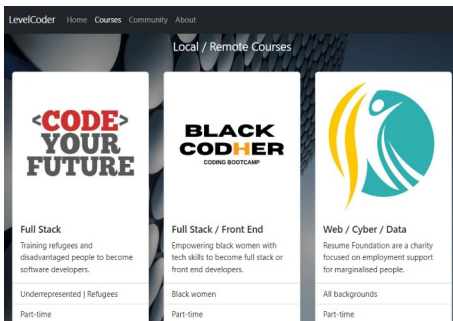 LevelCoder Home Courses Community About
Local / Remote Courses
<CODE>
YOUR
FUTURE
Full Stack
Training refugees and
disadvantaged people to become
software developers.
Underrepresented | Refugees
Part-time
BLACK
CODHER
CODING BOOTCAMP
Full Stack / Front End
Empowering black women with
tech skills to become full stack or
front end developers.
Black women
Part-time
Web / Cyber / Data
Resume Foundation are a charity
focused on employment support
for marginalised people.
All backgrounds
Part-time